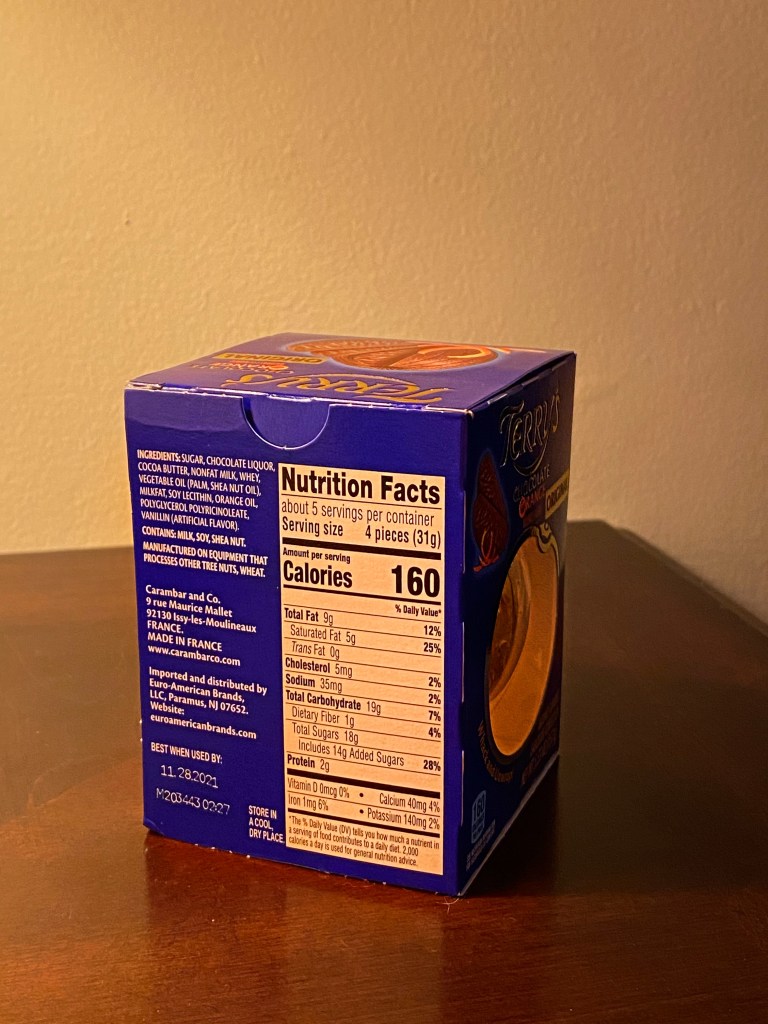 TERRY'S
CHOCOLATE
ORANGE
ORIGINAL
INGREDIENTS: SUGAR, CHOCOLATE LIQUOR,
COCOA BUTTER, NONFAT MILK, WHEY,
VEGETABLE OIL (PALM, SHEA NUT OIL),
MILKFAT, SOY LECITHIN, ORANGE OIL,
POLYGLYCEROL POLYRICINOLEATE,
VANILLIN (ARTIFICIAL FLAVOR).
CONTAINS: MILK, SOY, SHEA NUT.
MANUFACTURED ON EQUIPMENT THAT
PROCESSES OTHER TREE NUTS, WHEAT.
Carambar and Co.
9 rue Maurice Mallet
92130 Issy-les-Moulineaux
FRANCE.
MADE IN FRANCE
www.carambarco.com
Imported and distributed by
Euro-American Brands,
LLC, Paramus, NJ 07652.
Website:
euroamericanbrands.com
BEST WHEN USED BY:
11.28.2021
M203443 02:27
STORE IN
A COOL,
DRY PLACE
Nutrition Facts
about 5 servings per container
Serving size 4 pieces (31g)
Amount per serving
Calories 160
% Daily Value*
Total Fat 9g 12%
Saturated Fat 5g 25%
Trans Fat 0g
Cholesterol 5mg 2%
Sodium 35mg 2%
Total Carbohydrate 19g 7%
Dietary Fiber 1g 4%
Total Sugars 18g
Includes 14g Added Sugars 28%
Protein 2g
Vitamin D 0mcg 0% • Calcium 40mg 4%
Iron 1mg 6% • Potassium 140mg 2%
*The % Daily Value (DV) tells you how much a nutrient in
a serving of food contributes to a daily diet. 2,000
calories a day is used for general nutrition advice.
TERRY'S
CHOCOLATE
ORANGE
ORIGINAL
160